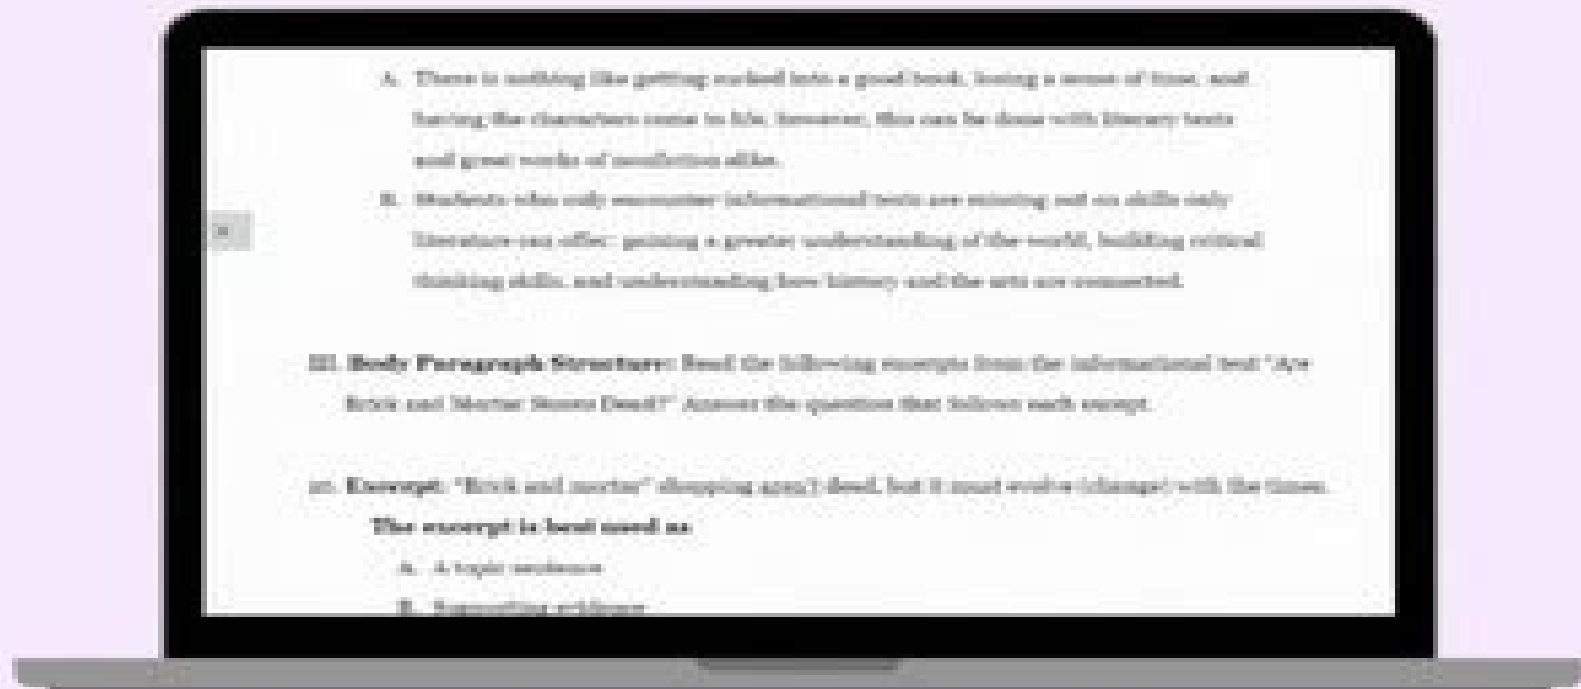 A. There is nothing like getting sucked into a good book, losing a sense of time, and
having the characters come to life, however, this can be done with literary texts
and great works of nonfiction alike.
B. Students who only encounter informational texts are missing out on skills only
literature can offer: gaining a greater understanding of the world, building critical
thinking skills, and understanding how history and the arts are connected.
III. Body Paragraph Structure: Read the following excerpts from the informational text "Are
Brick and Mortar Stores Dead?" Answer the question that follows each excerpt.
Excerpt: "Brick and mortar" shopping aren't dead, but it must evolve (change) with the times.
The excerpt is best used as
A. A topic sentence
B. Supporting evidence